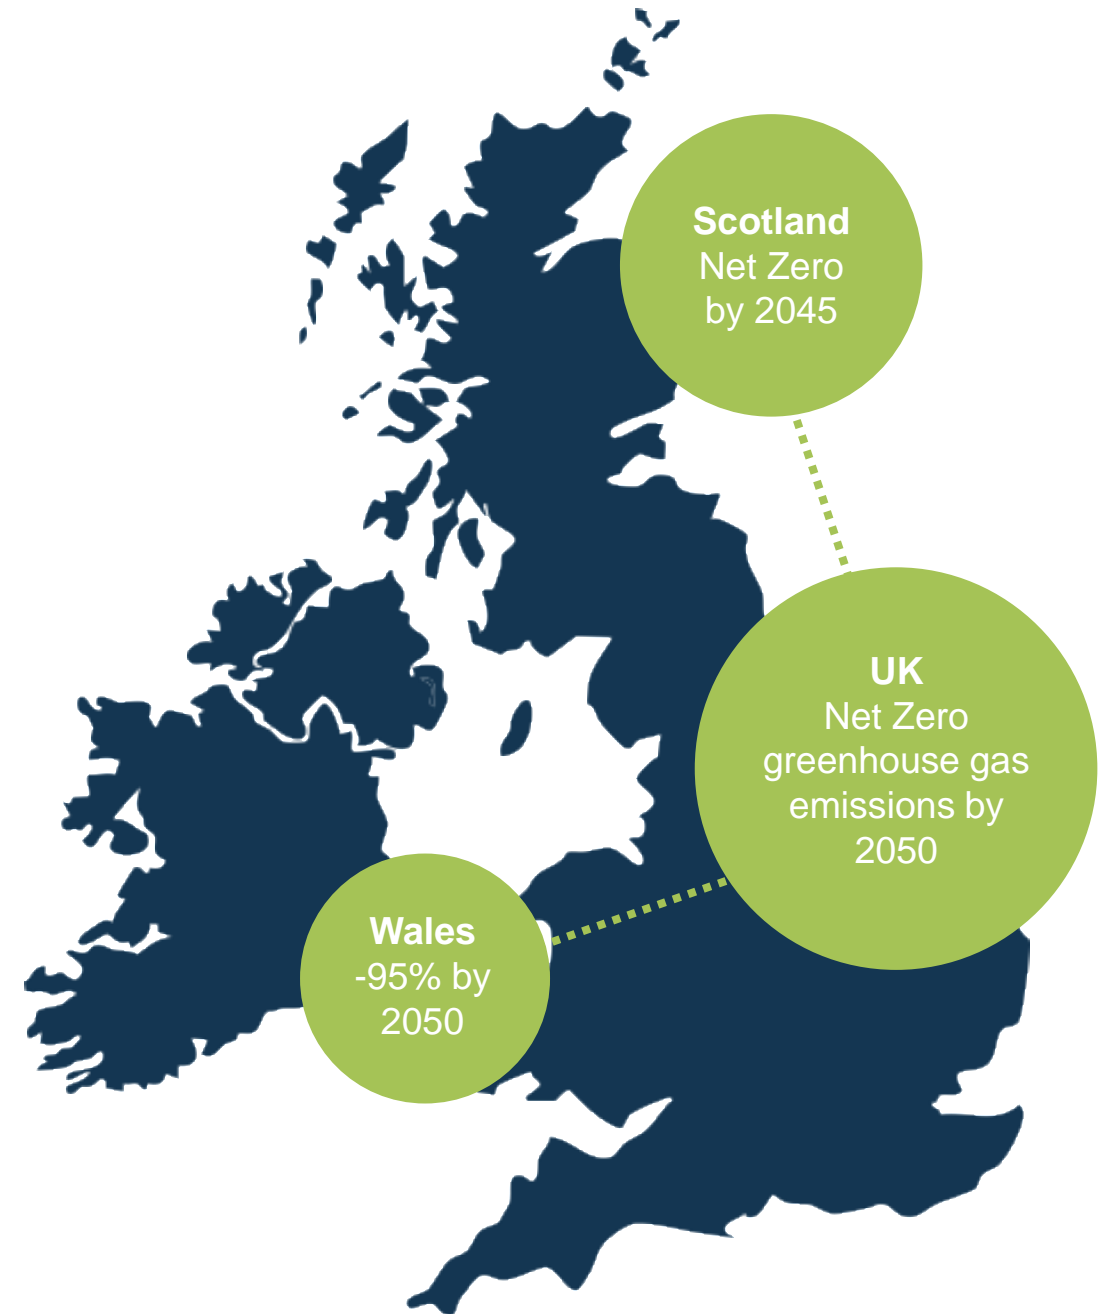 Scotland
Net Zero
by 2045
UK
Net Zero
greenhouse gas
emissions by
2050
Wales
-95% by
2050